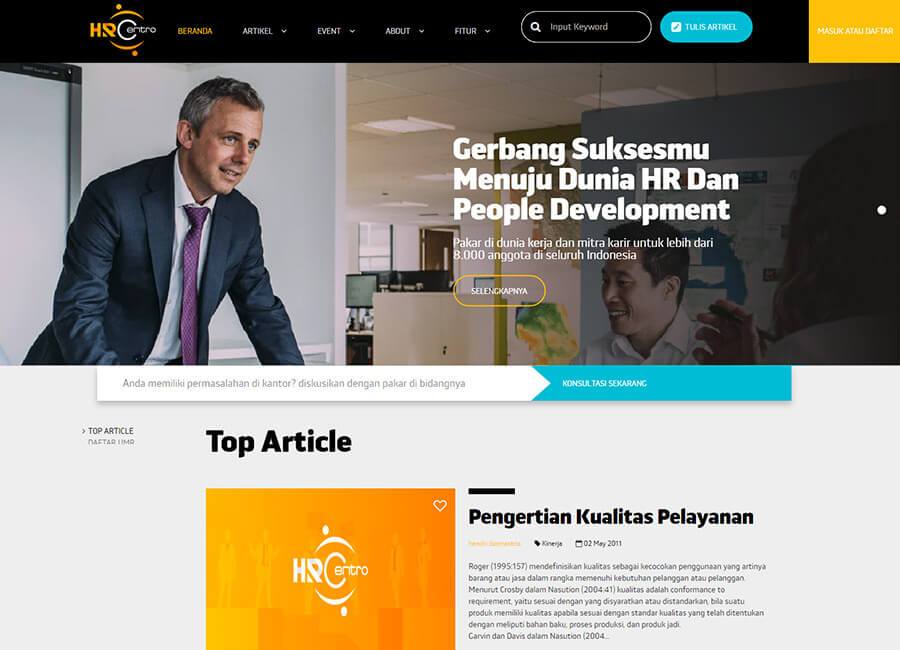 HR Centro
BERANDA
ARTIKEL
EVENT
ABOUT
FITUR
Input Keyword
TULIS ARTIKEL
MASUK ATAU DAFTAR
Gerbang Suksesmu
Menuju Dunia HR Dan
People Development
Pakar di dunia kerja dan mitra karir untuk lebih dari
8.000 anggota di seluruh Indonesia
SELENGKAPNYA
Anda memiliki permasalahan di kantor? diskusikan dengan pakar di bidangnya
KONSULTASI SEKARANG
> TOP ARTICLE
DAFTAR UMR
Top Article
HR Centro
Pengertian Kualitas Pelayanan
Kinerja
02 May 2011
Roger (1995:157) mendefinisikan kualitas sebagai kecocokan penggunaan yang artinya
barang atau jasa dalam rangka memenuhi kebutuhan pelanggan atau pelanggan.
Menurut Crosby dalam Nasution (2004:41) kualitas adalah conformance to
requirement, yaitu sesuai dengan yang disyaratkan atau distandarkan, bila suatu
produk memiliki kualitas apabila sesuai dengan standar kualitas yang telah ditentukan
dengan meliputi bahan baku, proses produksi, dan produk jadi.
Garvin dan Davis dalam Nasution (2004...